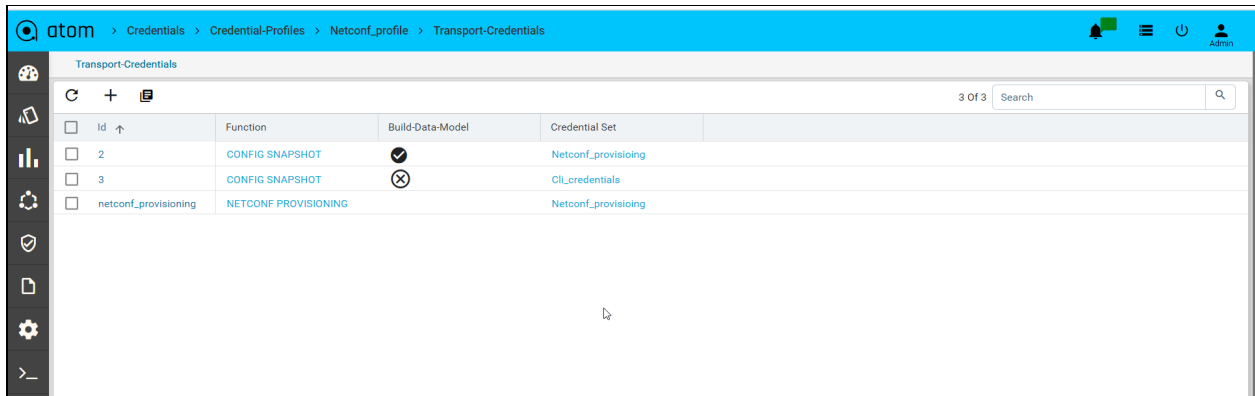 atom > Credentials > Credential-Profiles > Netconf_profile > Transport-Credentials
Admin
Transport-Credentials
3 Of 3 Search
Id Function Build-Data-Model Credential Set
2 CONFIG SNAPSHOT Netconf_provisioing
3 CONFIG SNAPSHOT Cli_credentials
netconf_provisioning NETCONF PROVISIONING Netconf_provisioing